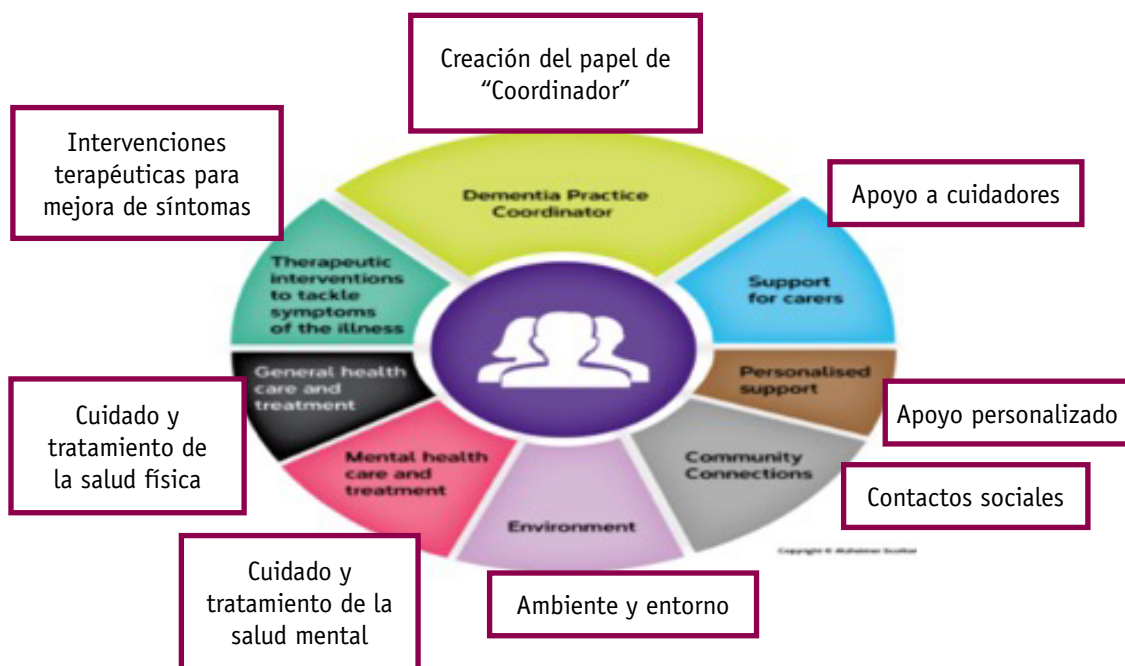 Creación del papel de
“Coordinador”
Intervenciones
terapéuticas para
mejora de síntomas
Apoyo a cuidadores
Dementia Practice
Coordinator
Therapeutic
interventions
to tackle
symptoms
of the illness
Support
for carers
General health
care and
treatment
Personalised
support
Cuidado y
tratamiento de
la salud física
Apoyo personalizado
Mental health
care and
treatment
Community
Connections
Contactos sociales
Environment
Copyright © Alzheimer
Cuidado y
tratamiento de la
salud mental
Ambiente y entorno